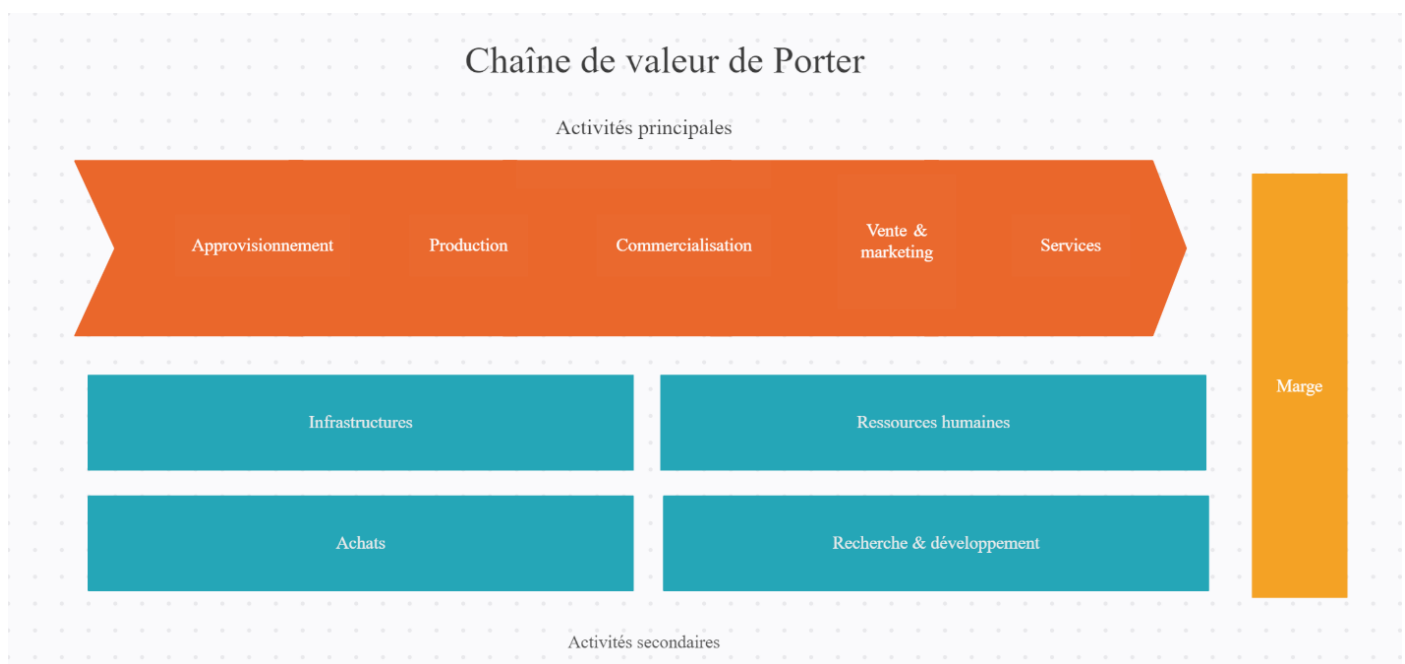 Chaîne de valeur de Porter
Activités principales
Approvisionnement
Production
Commercialisation
Vente &
marketing
Services
Infrastructures
Ressources humaines
Marge
Achats
Recherche & développement
Activités secondaires